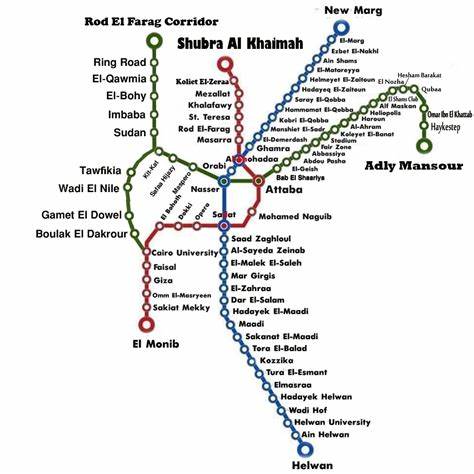 New Marg
Rod El Farag Corridor
Shubra Al Khaimah
El-Marg
Ezbet El-Nakhl
Ain Shams
El-Matareyya
Helmeyet El-Zaitoun
Hadayeq El-Zaitoun
Saray El-Qobba
Hammamat El-Qobba
Kobri El-Qobba
Manshiet El-Sadr
El-Demerdash
Ghamra
Al Shohadaa
Orabi
Nasser
Sadat
Ring Road
El-Qawmia
El-Bohy
Imbaba
Sudan
Koliet El-Zeraa
Mezallat
Khalafawy
St. Teresa
Rod El-Farag
Masarra
Hesham Barakat
El Nozha
Qubaa
El Shams Club
Omar Ibn El Khattab
Alf Maskan
Haykestep
Heliopolis
Haroun
Al-Ahram
Koleyet El-Banat
Stadium
Fair Zone
Abbassiya
Abdou Pasha
El-Geish
Bab El Shaariya
Adly Mansour
Attaba
Kit-Kat
Safaa Hijazy
Maspero
Tawfikia
Wadi El Nile
Gamet El Dowel
Boulak El Dakrour
El Bahoth
Dokki
Opera
Mohamed Naguib
Cairo University
Faisal
Giza
Omm El-Masryeen
Sakiat Mekky
El Monib
Saad Zaghloul
Al-Sayeda Zeinab
El-Malek El-Saleh
Mar Girgis
El-Zahraa
Dar El-Salam
Hadayek El-Maadi
Maadi
Sakanat El-Maadi
Tora El-Balad
Kozzika
Tura El-Esmant
Elmasraa
Hadayek Helwan
Wadi Hof
Helwan University
Ain Helwan
Helwan